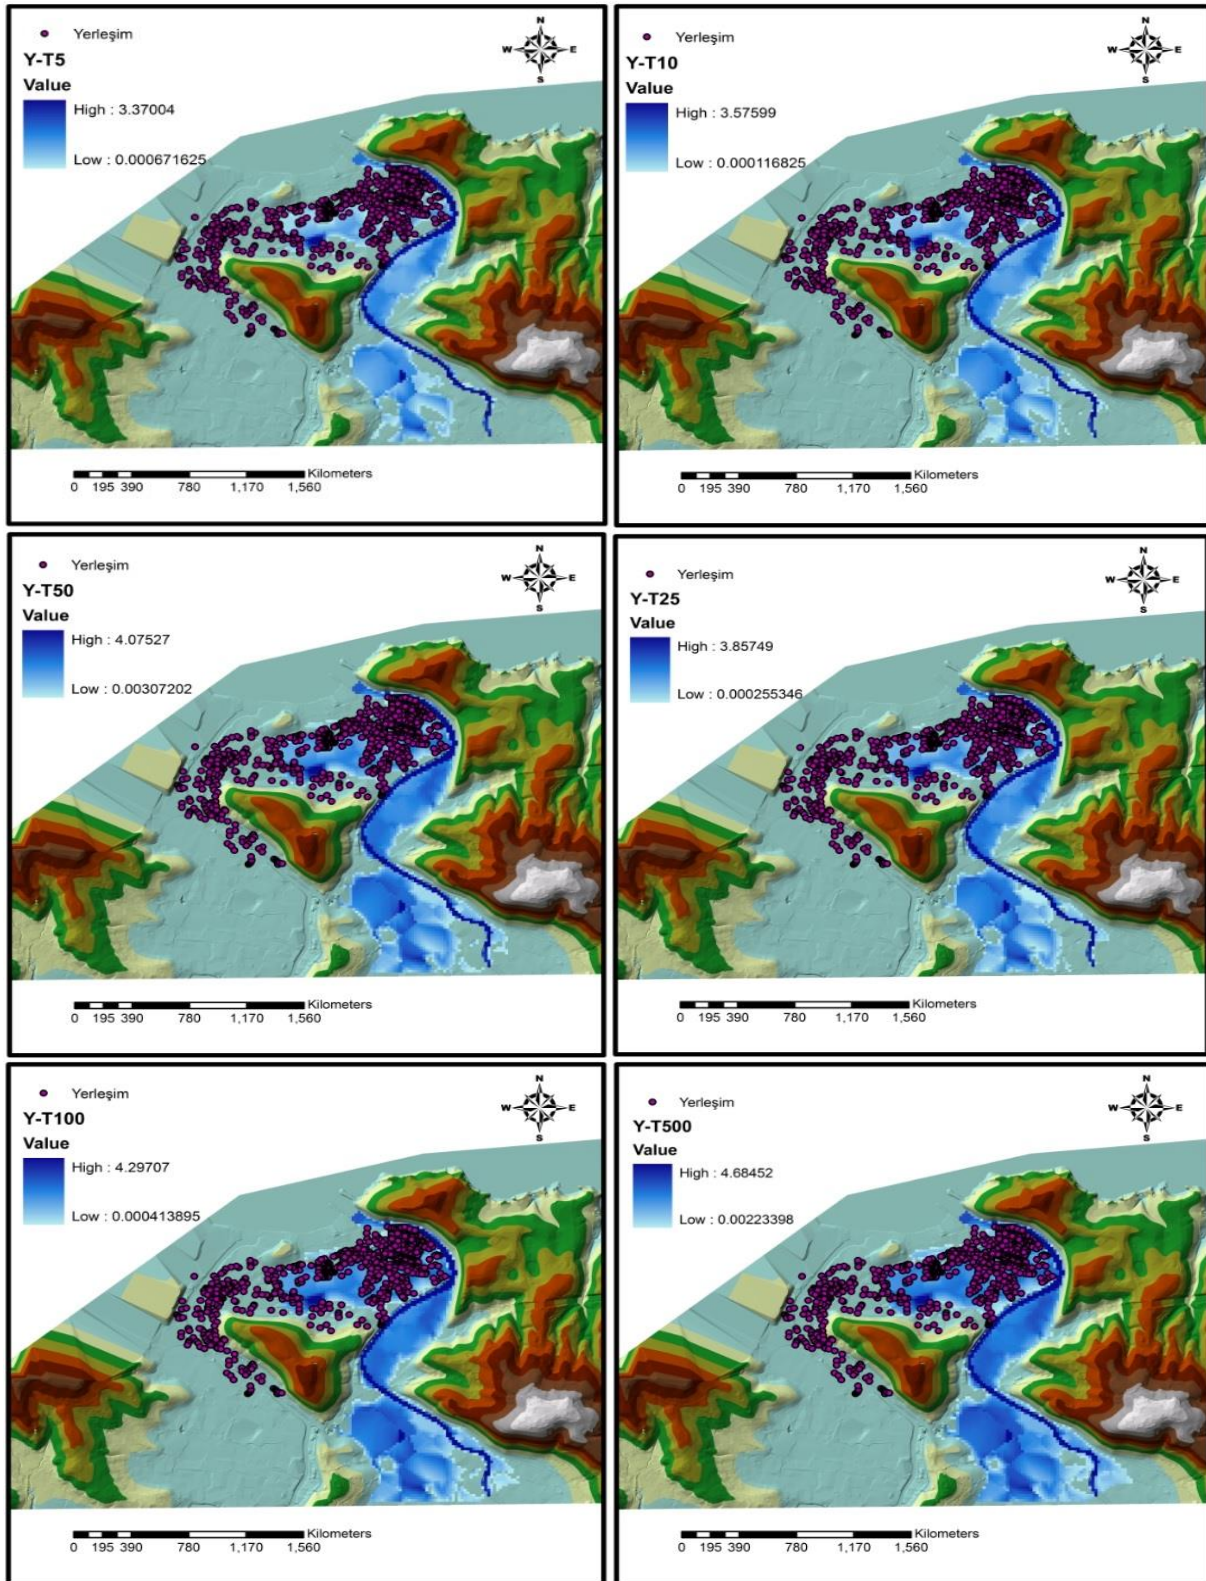 Yerleşim
Y-T5
Value
High : 3.37004
Low : 0.000671625
N
W E
S
Kilometers
0 195 390 780 1,170 1,560
Yerleşim
Y-T10
Value
High : 3.57599
Low : 0.000116825
N
W E
S
Kilometers
0 195 390 780 1,170 1,560
Yerleşim
Y-T50
Value
High : 4.07527
Low : 0.00307202
N
W E
S
Kilometers
0 195 390 780 1,170 1,560
Yerleşim
Y-T25
Value
High : 3.85749
Low : 0.000255346
N
W E
S
Kilometers
0 195 390 780 1,170 1,560
Yerleşim
Y-T100
Value
High : 4.29707
Low : 0.000413895
N
W E
S
Kilometers
0 195 390 780 1,170 1,560
Yerleşim
Y-T500
Value
High : 4.68452
Low : 0.00223398
N
W E
S
Kilometers
0 195 390 780 1,170 1,560